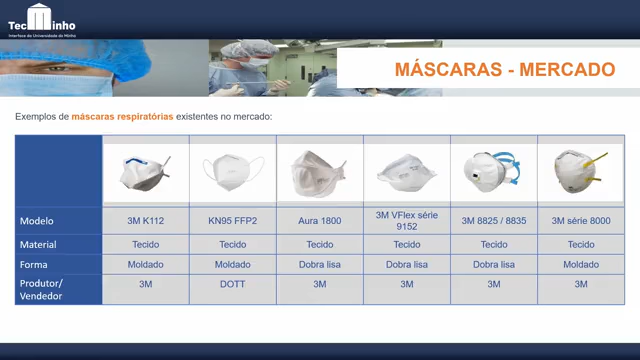 TecMinho
Interface da Universidade do Minho
MÁSCARAS - MERCADO
Exemplos de máscaras respiratórias existentes no mercado:
Modelo 3M K112 KN95 FFP2 Aura 1800 3M VFlex série 9152 3M 8825 / 8835 3M série 8000
Material Tecido Tecido Tecido Tecido Tecido Tecido
Forma Moldado Moldado Dobra lisa Dobra lisa Dobra lisa Moldado
Produtor/ Vendedor 3M DOTT 3M 3M 3M 3M